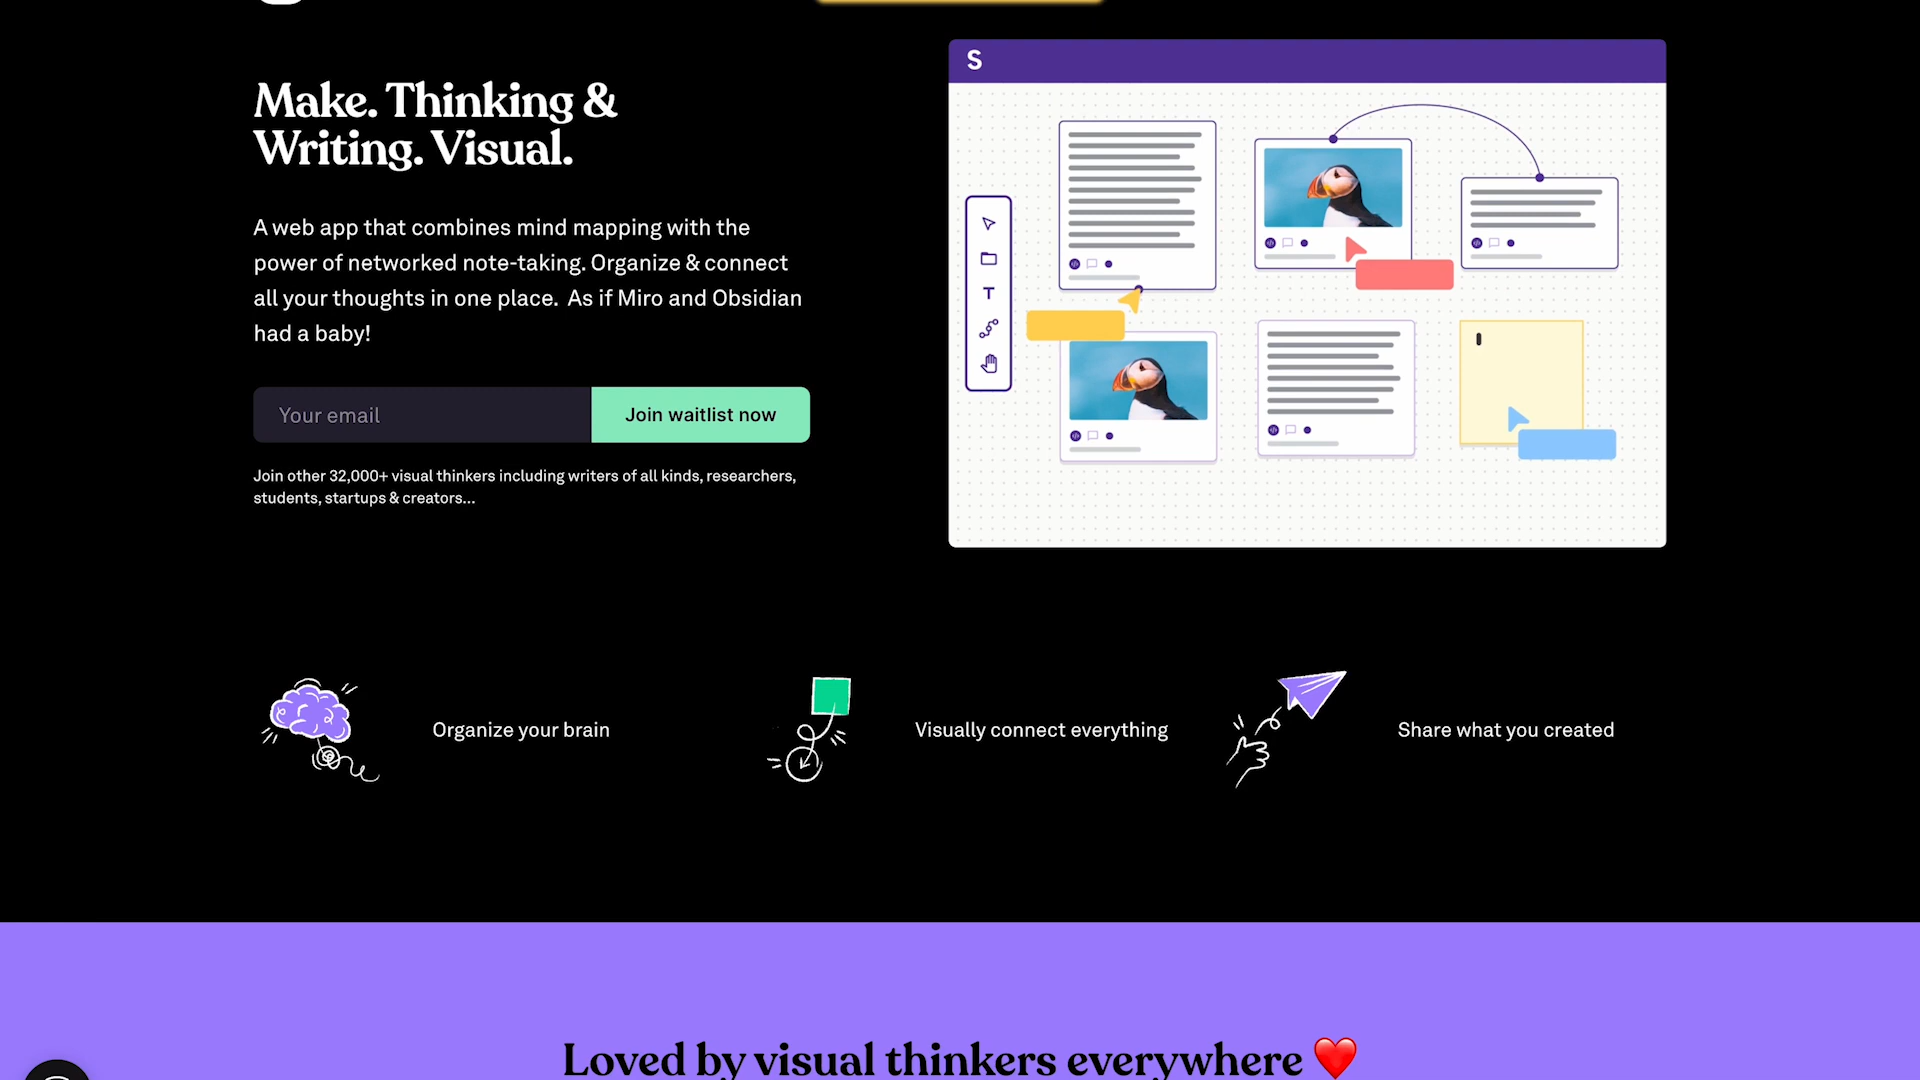 S
Make. Thinking &
Writing. Visual.
A web app that combines mind mapping with the
power of networked note-taking. Organize & connect
all your thoughts in one place.  As if Miro and Obsidian
had a baby!
Your email
Join waitlist now
Join other 32,000+ visual thinkers including writers of all kinds, researchers,
students, startups & creators...
T
Organize your brain
Visually connect everything
Share what you created
Loved by visual thinkers everywhere ❤️